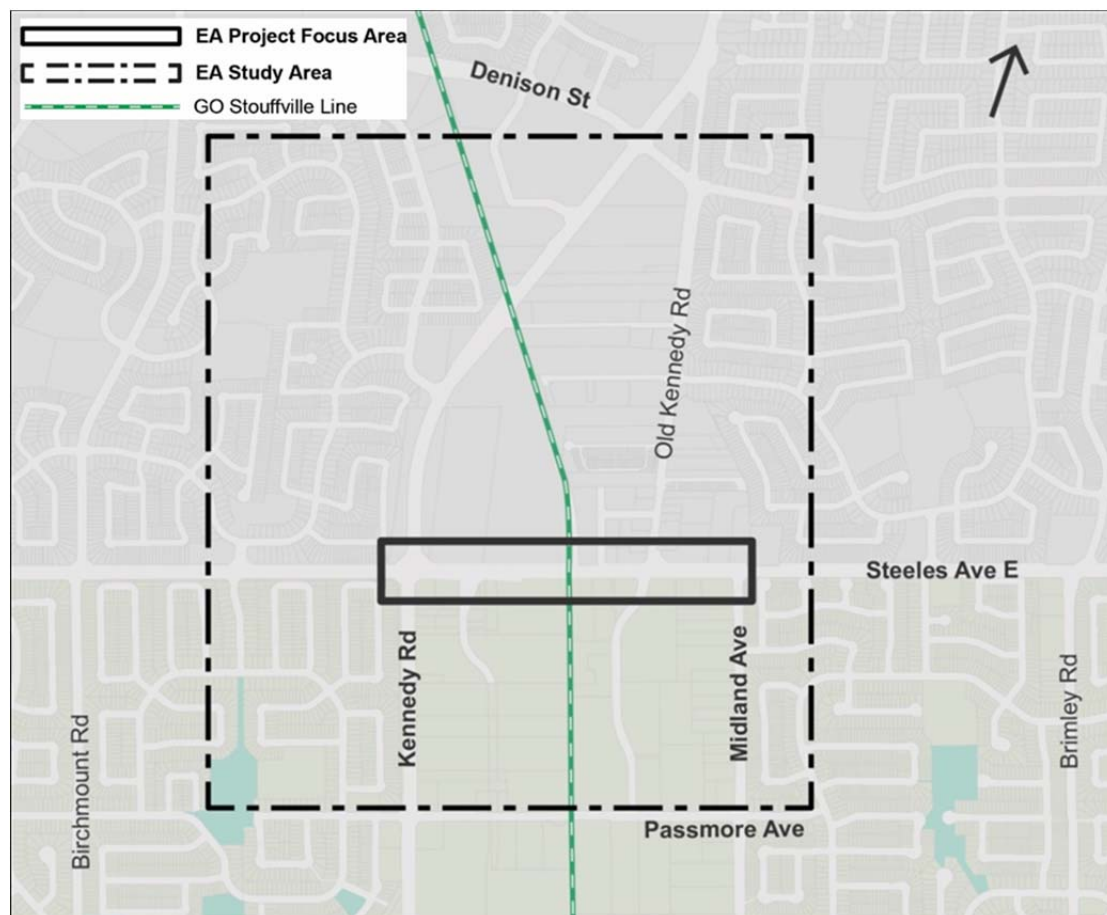 EA Project Focus Area
EA Study Area
GO Stouffville Line
Denison St
Old Kennedy Rd
Steeles Ave E
Kennedy Rd
Midland Ave
Birchmount Rd
Brimley Rd
Passmore Ave